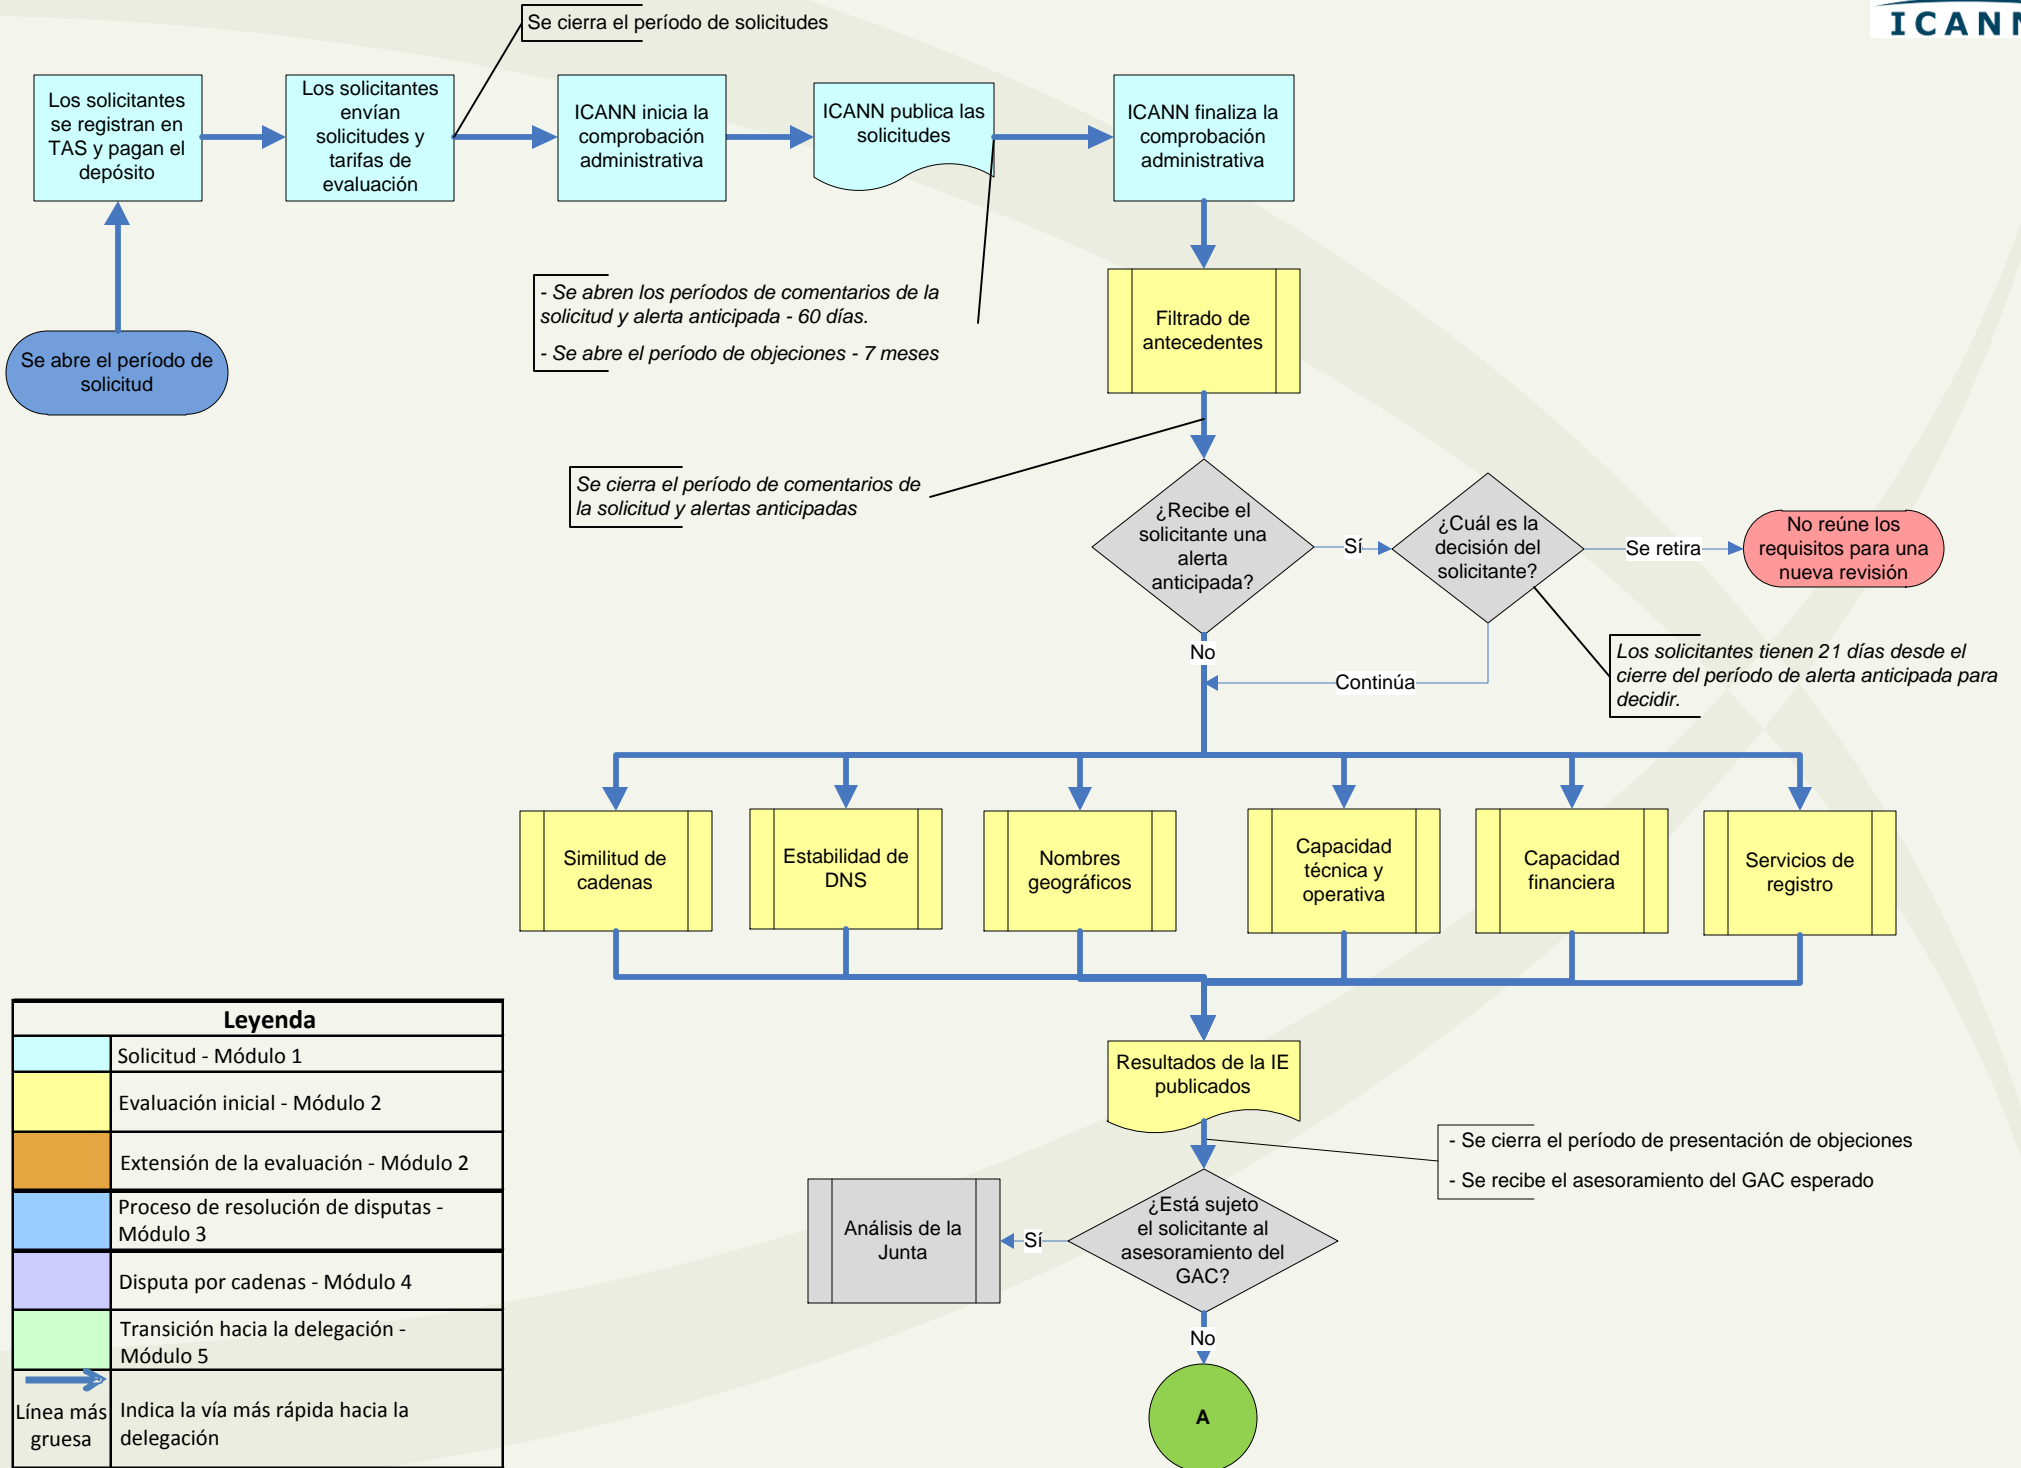 Se cierra el período de solicitudes
ICANN
Los solicitantes
se registran en
TAS y pagan el
depósito
Los solicitantes
envían
solicitudes y
tarifas de
evaluación
ICANN inicia la
comprobación
administrativa
ICANN publica las
solicitudes
ICANN finaliza la
comprobación
administrativa
- Se abren los períodos de comentarios de la
solicitud y alerta anticipada - 60 días.
- Se abre el período de objeciones - 7 meses
Filtrado de
antecedentes
Se abre el período de
solicitud
Se cierra el período de comentarios de
la solicitud y alertas anticipadas
¿Recibe el
solicitante una
alerta
anticipada?
Sí
¿Cuál es la
decisión del
solicitante?
Se retira
No reúne los
requisitos para una
nueva revisión
No
Continúa
Los solicitantes tienen 21 días desde el
cierre del período de alerta anticipada para
decidir.
Similitud de
cadenas
Estabilidad de
DNS
Nombres
geográficos
Capacidad
técnica y
operativa
Capacidad
financiera
Servicios de
registro
Resultados de la IE
publicados
- Se cierra el período de presentación de objeciones
- Se recibe el asesoramiento del GAC esperado
Análisis de la
Junta
Sí
¿Está sujeto
el solicitante al
asesoramiento del
GAC?
No
A
Leyenda
Solicitud - Módulo 1
Evaluación inicial - Módulo 2
Extensión de la evaluación - Módulo 2
Proceso de resolución de disputas -
Módulo 3
Disputa por cadenas - Módulo 4
Transición hacia la delegación -
Módulo 5
Línea más
gruesa
Indica la vía más rápida hacia la
delegación